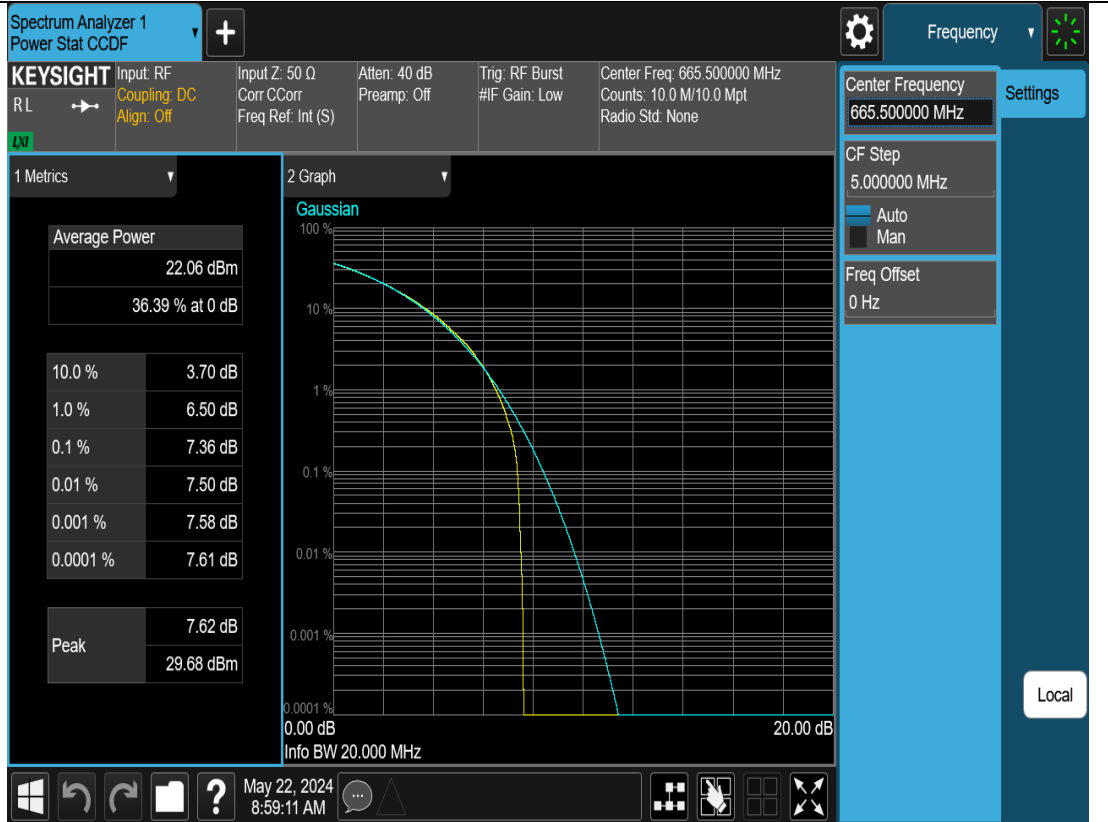 Spectrum Analyzer 1
Power Stat CCDF
+
Frequency
KEYSIGHT
R L
LXI
Input: RF
Coupling: DC
Align: Off
Input Z: 50 Ω
Corr CCorr
Freq Ref: Int (S)
Atten: 40 dB
Preamp: Off
Trig: RF Burst
#IF Gain: Low
Center Freq: 665.500000 MHz
Counts: 10.0 M/10.0 Mpt
Radio Std: None
Center Frequency
665.500000 MHz
Settings
CF Step
5.000000 MHz
Auto
Man
Freq Offset
0 Hz
1 Metrics
Average Power
22.06 dBm
36.39 % at 0 dB
10.0 % 3.70 dB
1.0 % 6.50 dB
0.1 % 7.36 dB
0.01 % 7.50 dB
0.001 % 7.58 dB
0.0001 % 7.61 dB
Peak
7.62 dB
29.68 dBm
2 Graph
Gaussian
100 %
10 %
1 %
0.1 %
0.01 %
0.001 %
0.0001 %
0.00 dB 20.00 dB
Info BW 20.000 MHz
Local
?
May 22, 2024
8:59:11 AM